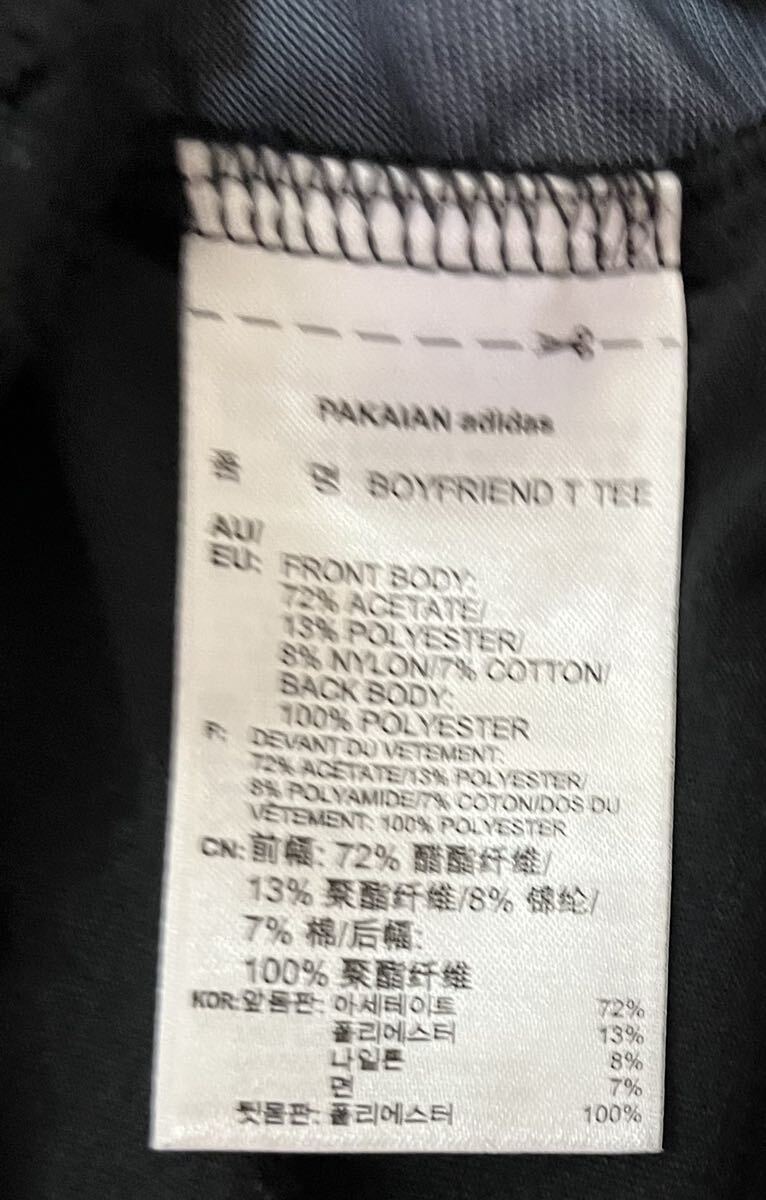 PAKAIAN adidas
품 명 BOYFRIEND T TEE
AU/
EU: FRONT BODY:
72% ACETATE/
13% POLYESTER/
8% NYLON/7% COTTON/
BACK BODY:
100% POLYESTER
F: DEVANT DU VÊTEMENT:
72% ACÉTATE/13% POLYESTER/
8% POLYAMIDE/7% COTON/DOS DU
VÊTEMENT: 100% POLYESTER
CN: 前幅: 72% 醋酯纤维/
13% 聚酯纤维/8% 锦纶/
7% 棉/后幅:
100% 聚酯纤维
KOR: 앞몸판: 아세테이트 72%
폴리에스터 13%
나일론 8%
면 7%
뒷몸판: 폴리에스터 100%